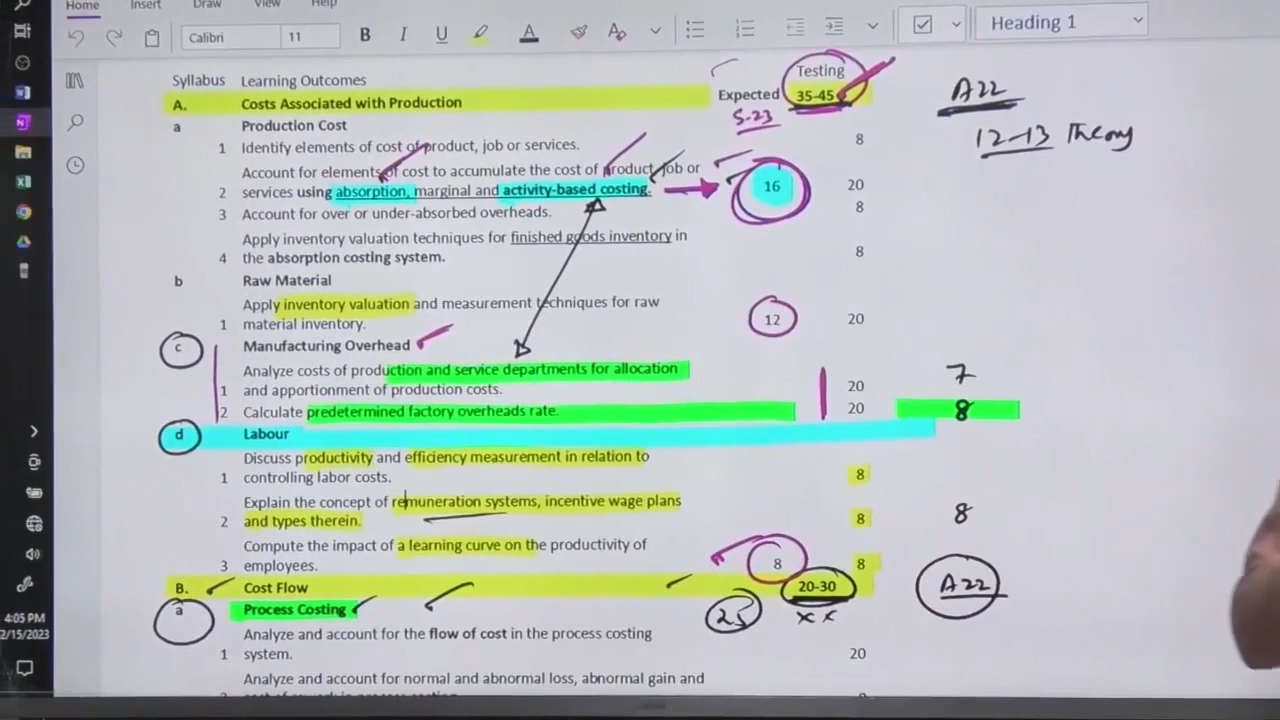 Home Insert Draw View Help
Calibri 11 B I U A Heading 1
Syllabus Learning Outcomes Testing
Expected 35-45
A. Costs Associated with Production
S-23
A22
12-13 Theory
a Production Cost
1 Identify elements of cost of product, job or services. 8
Account for elements of cost to accumulate the cost of product, job or
2 services using absorption, marginal and activity-based costing. 16 20
3 Account for over or under-absorbed overheads. 8
Apply inventory valuation techniques for finished goods inventory in
4 the absorption costing system. 8
b Raw Material
Apply inventory valuation and measurement techniques for raw
1 material inventory. 12 20
c Manufacturing Overhead
Analyze costs of production and service departments for allocation
1 and apportionment of production costs. 20 7
2 Calculate predetermined factory overheads rate. 20 8
d Labour
Discuss productivity and efficiency measurement in relation to
1 controlling labor costs. 8
Explain the concept of remuneration systems, incentive wage plans
2 and types therein. 8 8
Compute the impact of a learning curve on the productivity of
3 employees. 8 8
B. Cost Flow 20-30 A22
a Process Costing 25 x x
Analyze and account for the flow of cost in the process costing
1 system. 20
Analyze and account for normal and abnormal loss, abnormal gain and
4:05 PM
2/15/2023